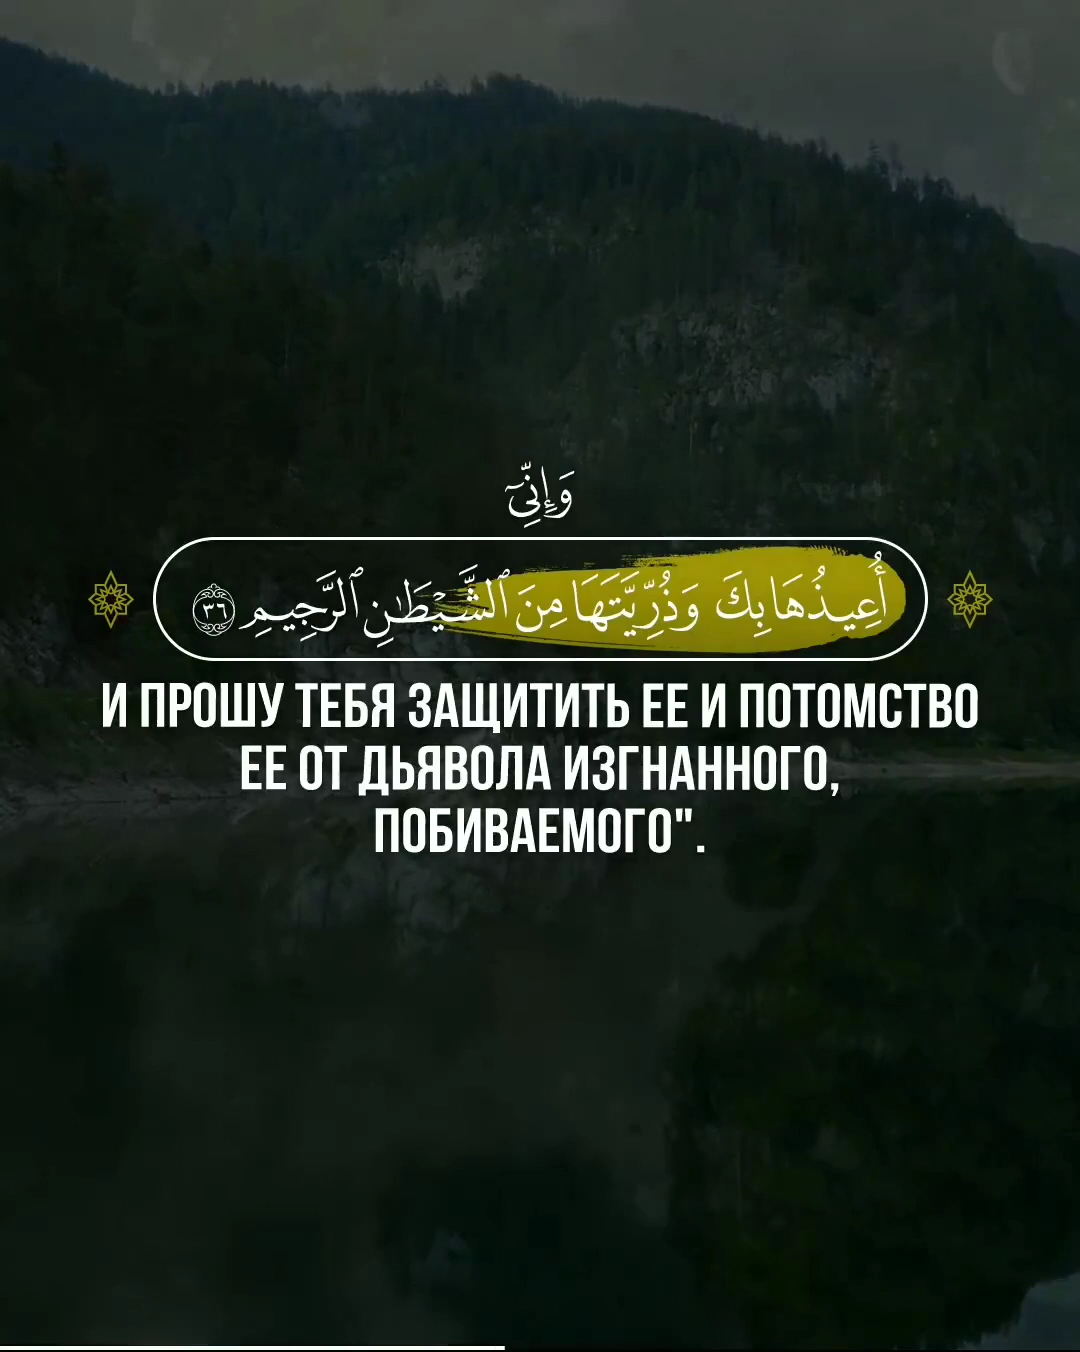 وَإِنِّىٓ
أُعِيذُهَا بِكَ وَذُرِّيَّتَهَا مِنَ ٱلشَّيْطَـٰنِ ٱلرَّجِيمِ ٣٦
И ПРОШУ ТЕБЯ ЗАЩИТИТЬ ЕЕ И ПОТОМСТВО
ЕЕ ОТ ДЬЯВОЛА ИЗГНАННОГО,
ПОБИВАЕМОГО".